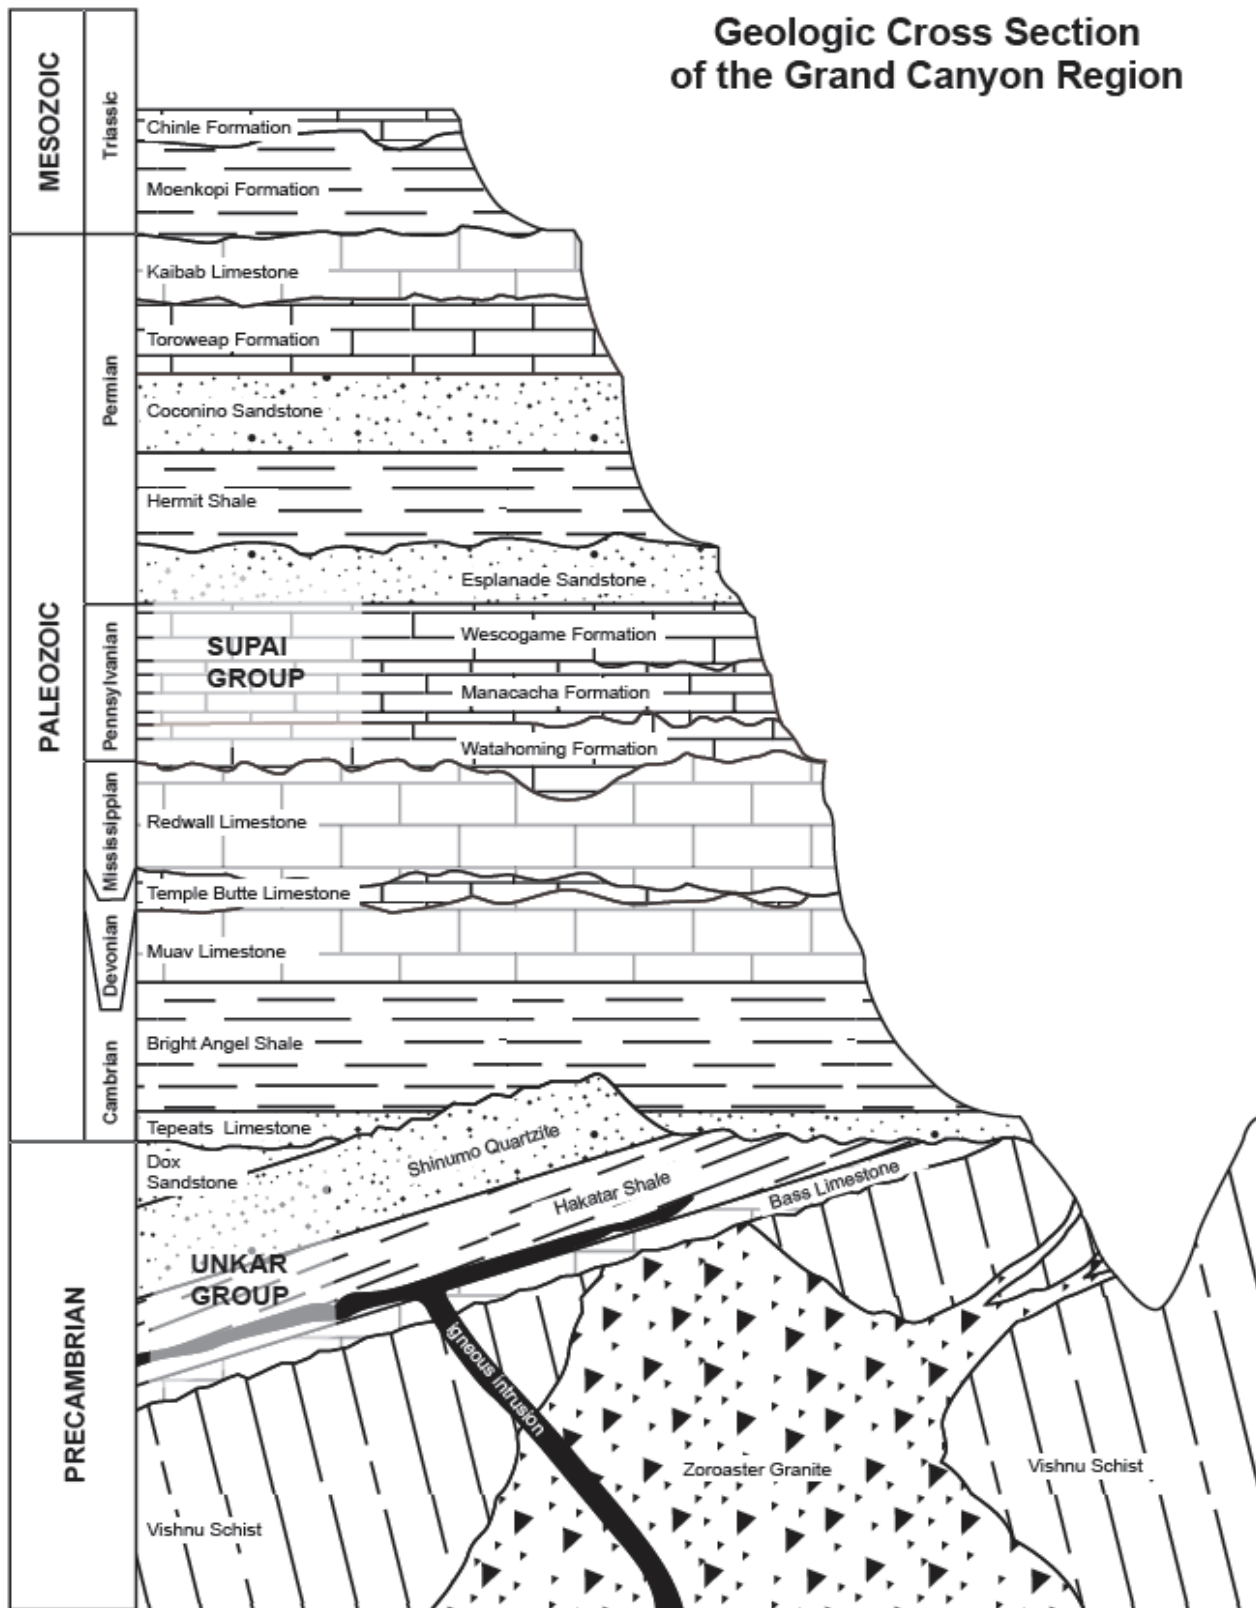 Geologic Cross Section
of the Grand Canyon Region
MESOZOIC
Triassic
Chinle Formation
Moenkopi Formation
PALEOZOIC
Permian
Kaibab Limestone
Toroweap Formation
Coconino Sandstone
Hermit Shale
Esplanade Sandstone
Pennsylvanian
SUPAI
GROUP
Wescogame Formation
Manacacha Formation
Watahoming Formation
Mississippian
Redwall Limestone
Temple Butte Limestone
Devonian
Muav Limestone
Cambrian
Bright Angel Shale
Tepeats Limestone
PRECAMBRIAN
Dox
Sandstone
Shinumo Quartzite
Hakatar Shale
Bass Limestone
UNKAR
GROUP
igneous intrusion
Zoroaster Granite
Vishnu Schist
Vishnu Schist